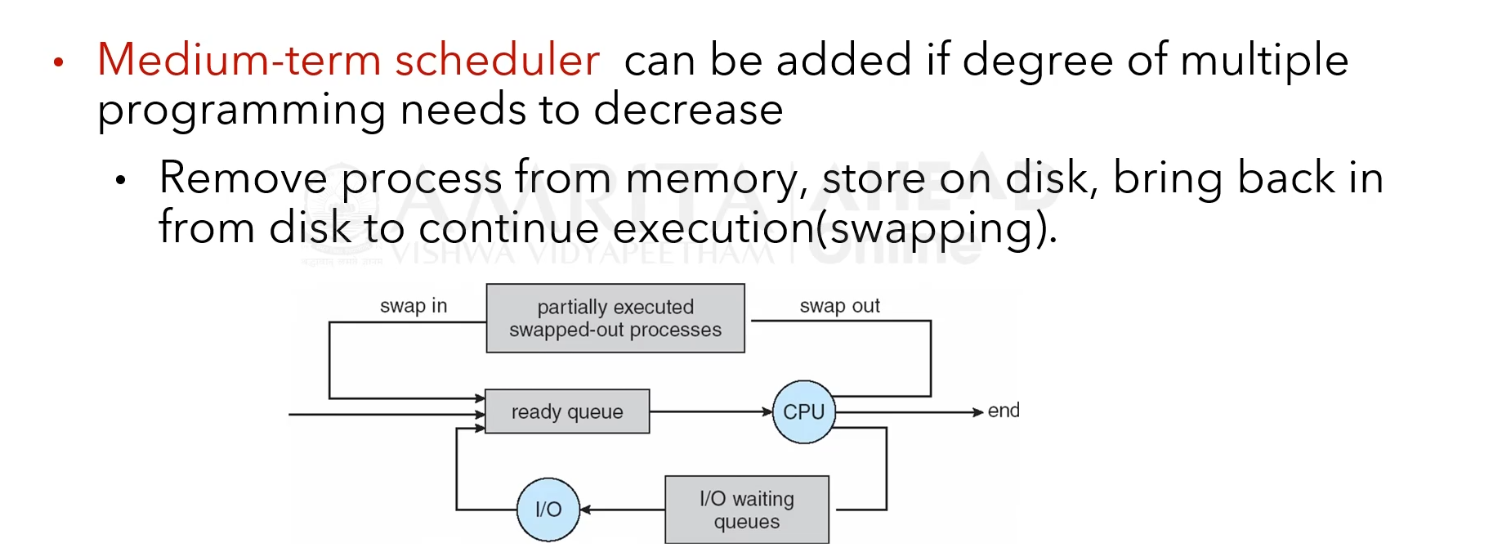 • Medium-term scheduler can be added if degree of multiple
programming needs to decrease
• Remove process from memory, store on disk, bring back in
from disk to continue execution(swapping).
AMRITA AHEAD
VISHWA VIDYAPEETHAM Online
swap in
partially executed
swapped-out processes
swap out
ready queue
CPU
end
I/O
I/O waiting
queues